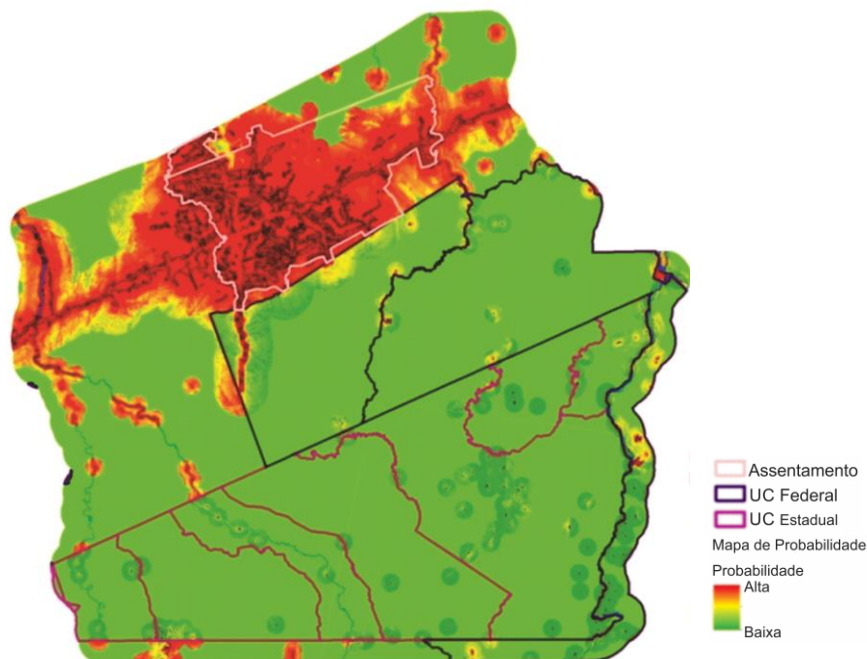 Assentamento
UC Federal
UC Estadual
Mapa de Probabilidade
Probabilidade
Alta
Baixa